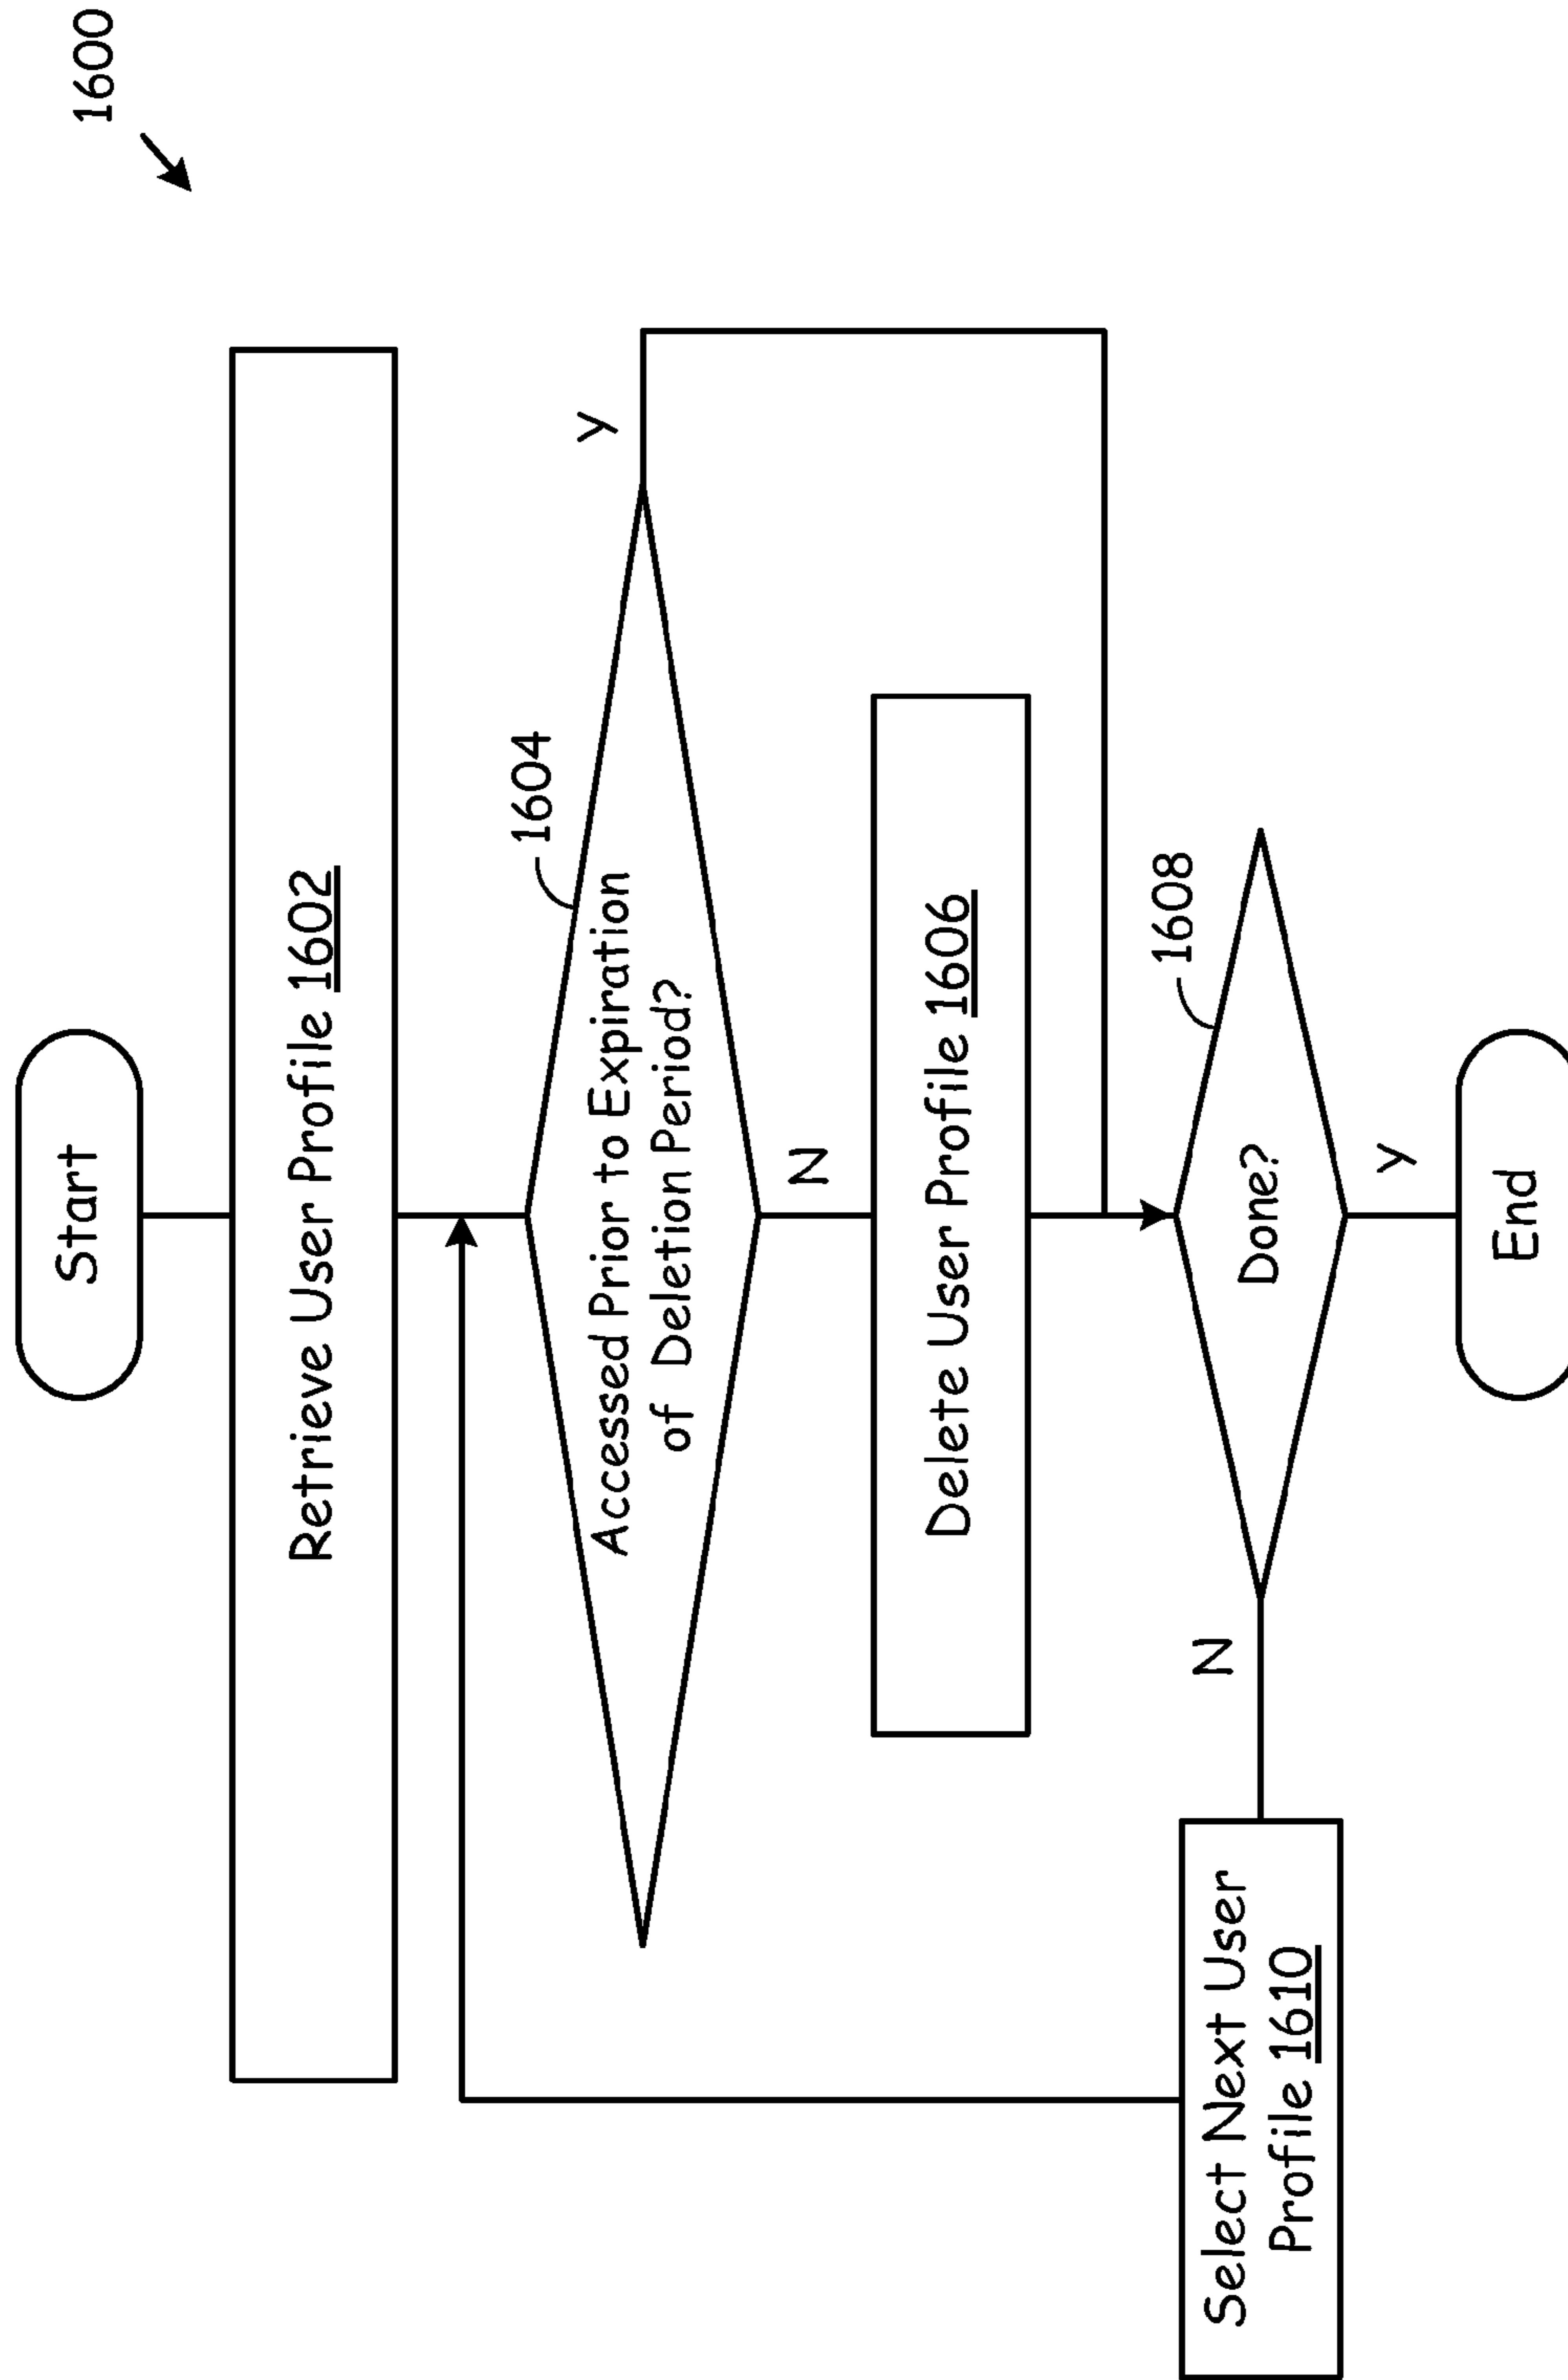 1600
Start
Retrieve User Profile 1602
1604
Accessed Prior to Expiration
of Deletion Period?
Y
N
Delete User Profile 1606
1608
Done?
N
Y
Select Next User
Profile 1610
End